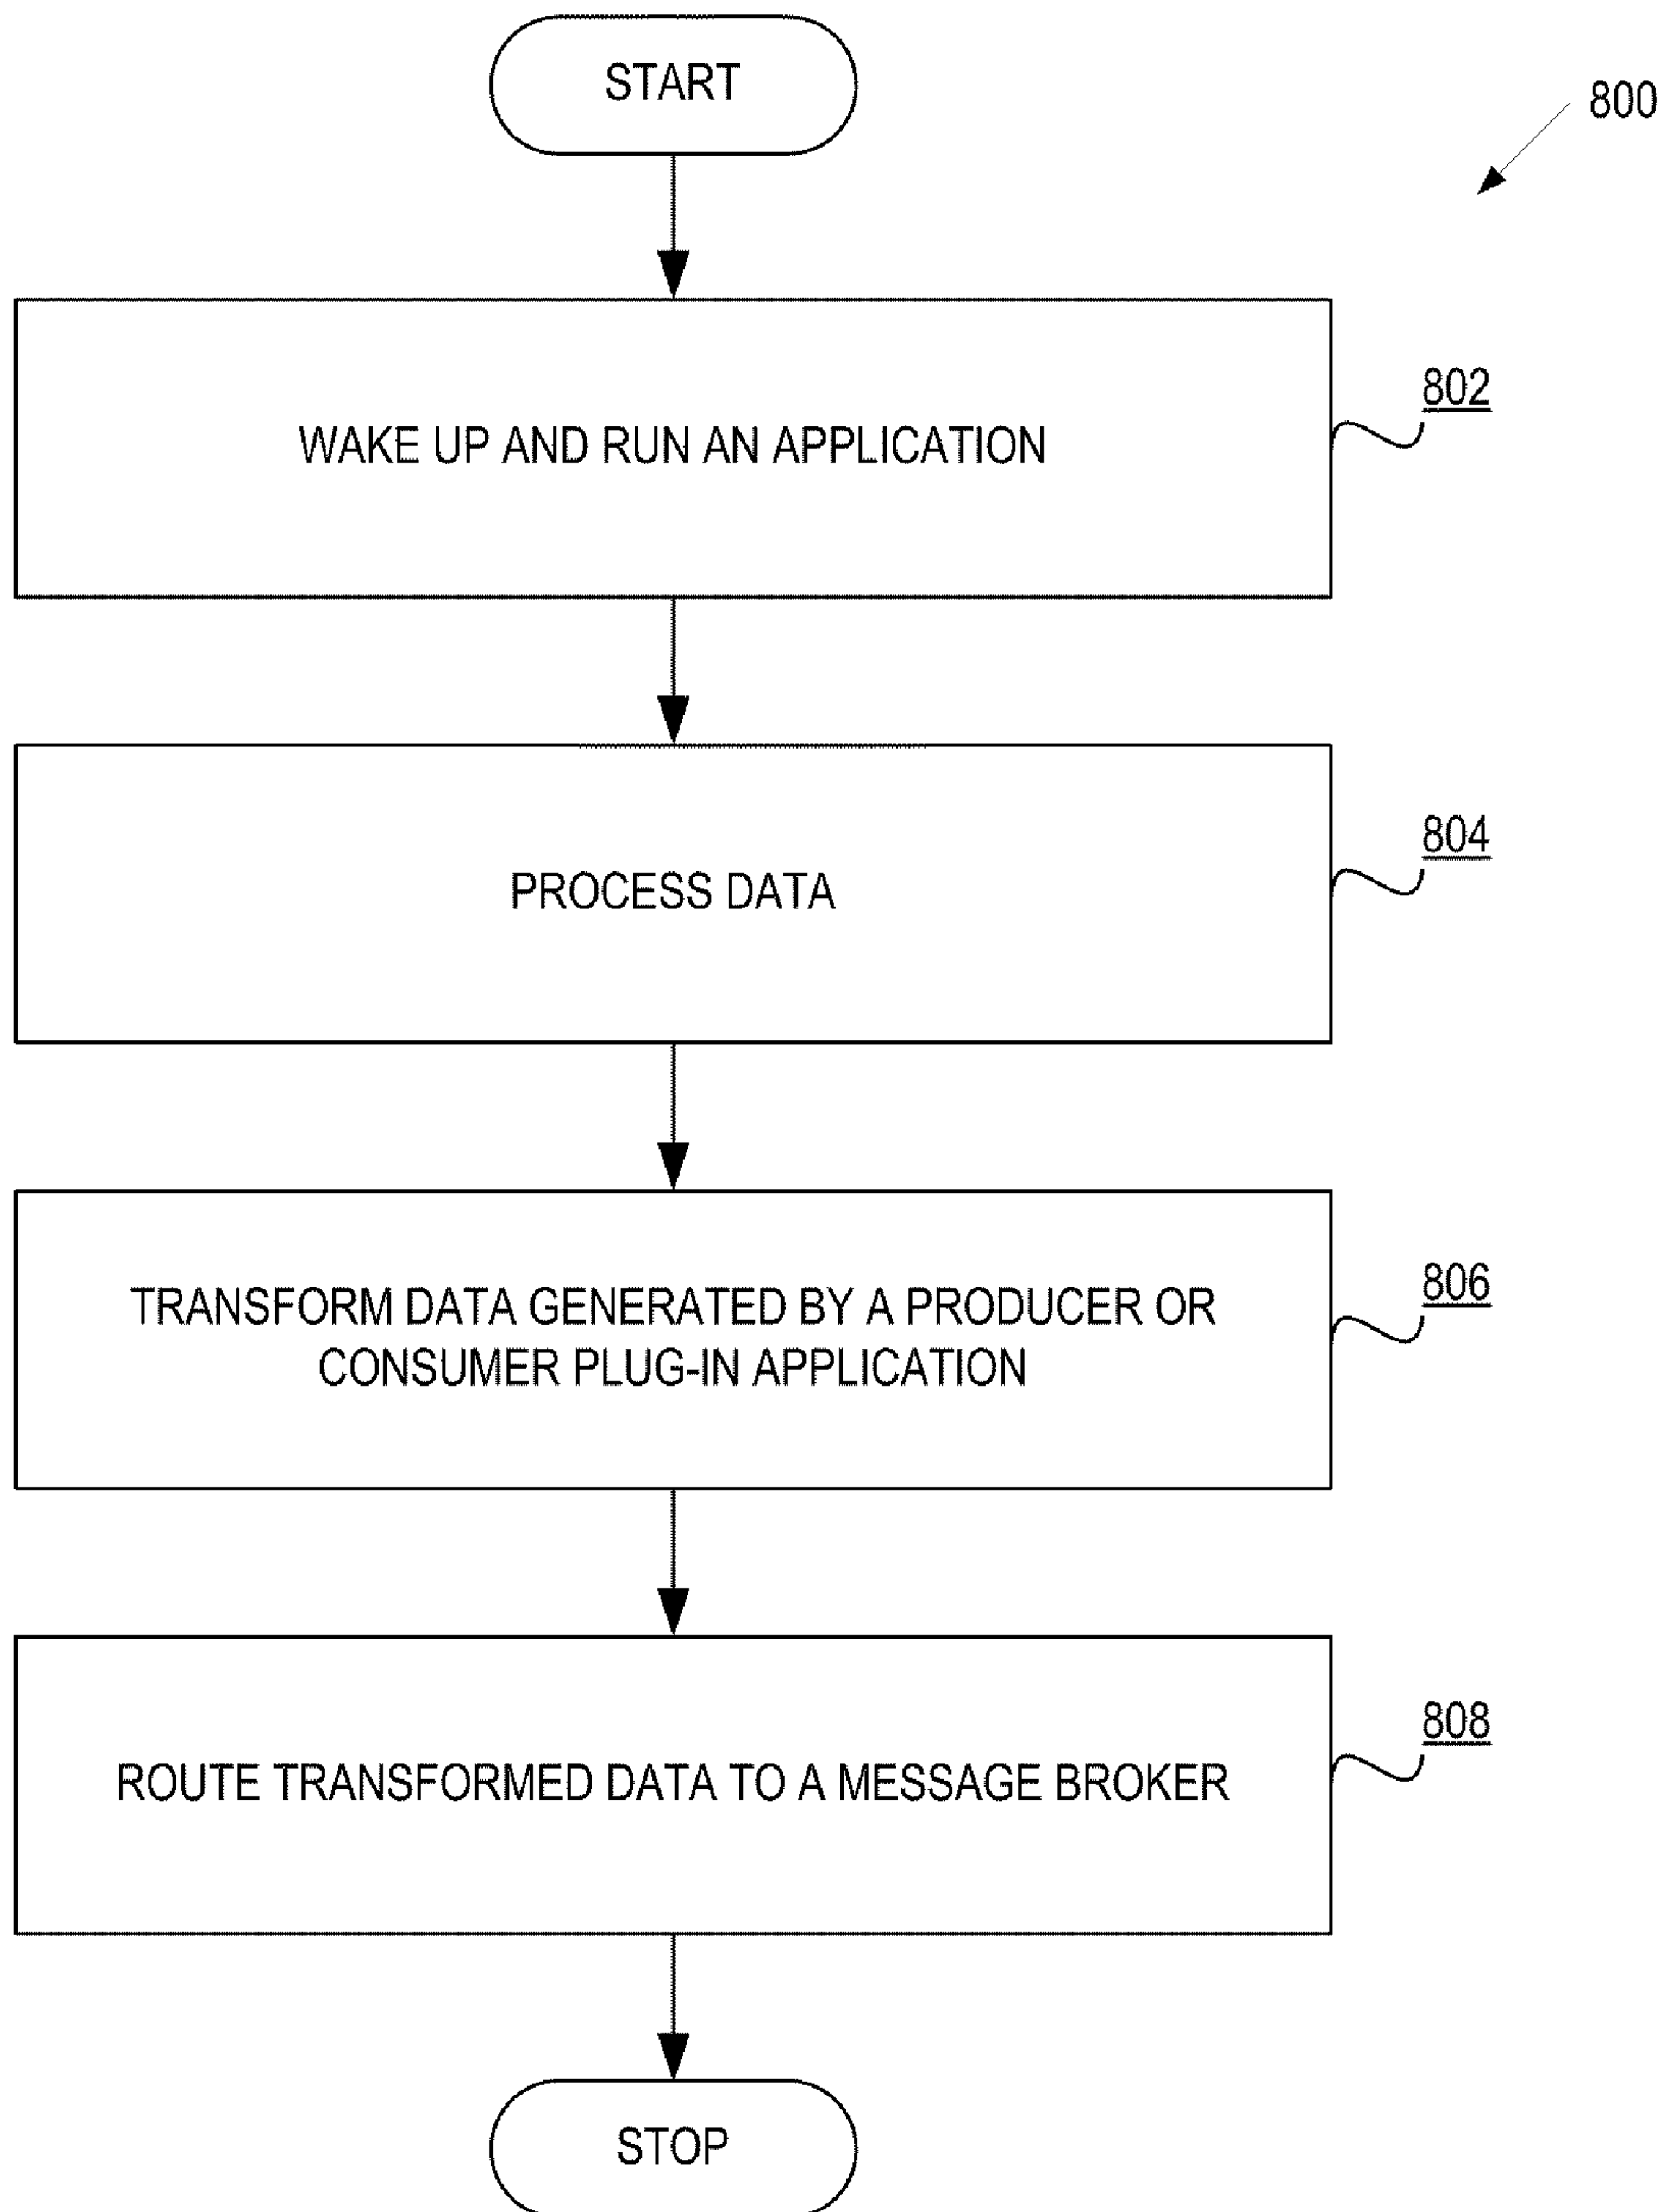 START
800
WAKE UP AND RUN AN APPLICATION
802
PROCESS DATA
804
TRANSFORM DATA GENERATED BY A PRODUCER OR
CONSUMER PLUG-IN APPLICATION
806
ROUTE TRANSFORMED DATA TO A MESSAGE BROKER
808
STOP